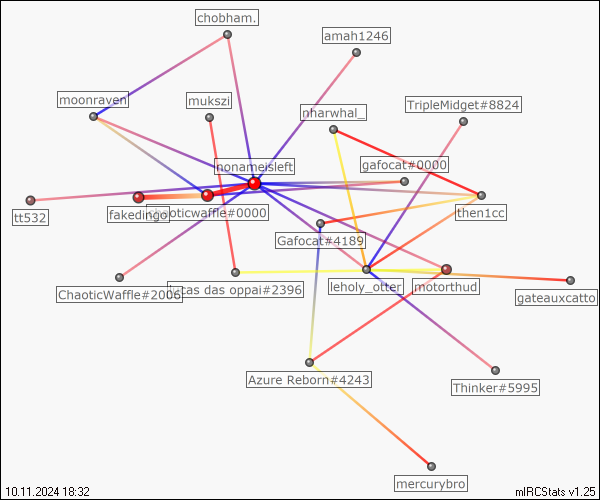 chobham.
amah1246
moonraven
mukszi
nharwhal_
TripleMidget#8824
nonameisleft
gafocat#0000
tt532
fakedingo
chaoticwaffle#0000
then1cc
Gafocat#4189
ChaoticWaffle#2006
das oppai#2396
leholy_otter
motorthud
gateauxcatto
Azure Reborn#4243
Thinker#5995
mercurybro
10.11.2024 18:32
mIRCStats v1.25